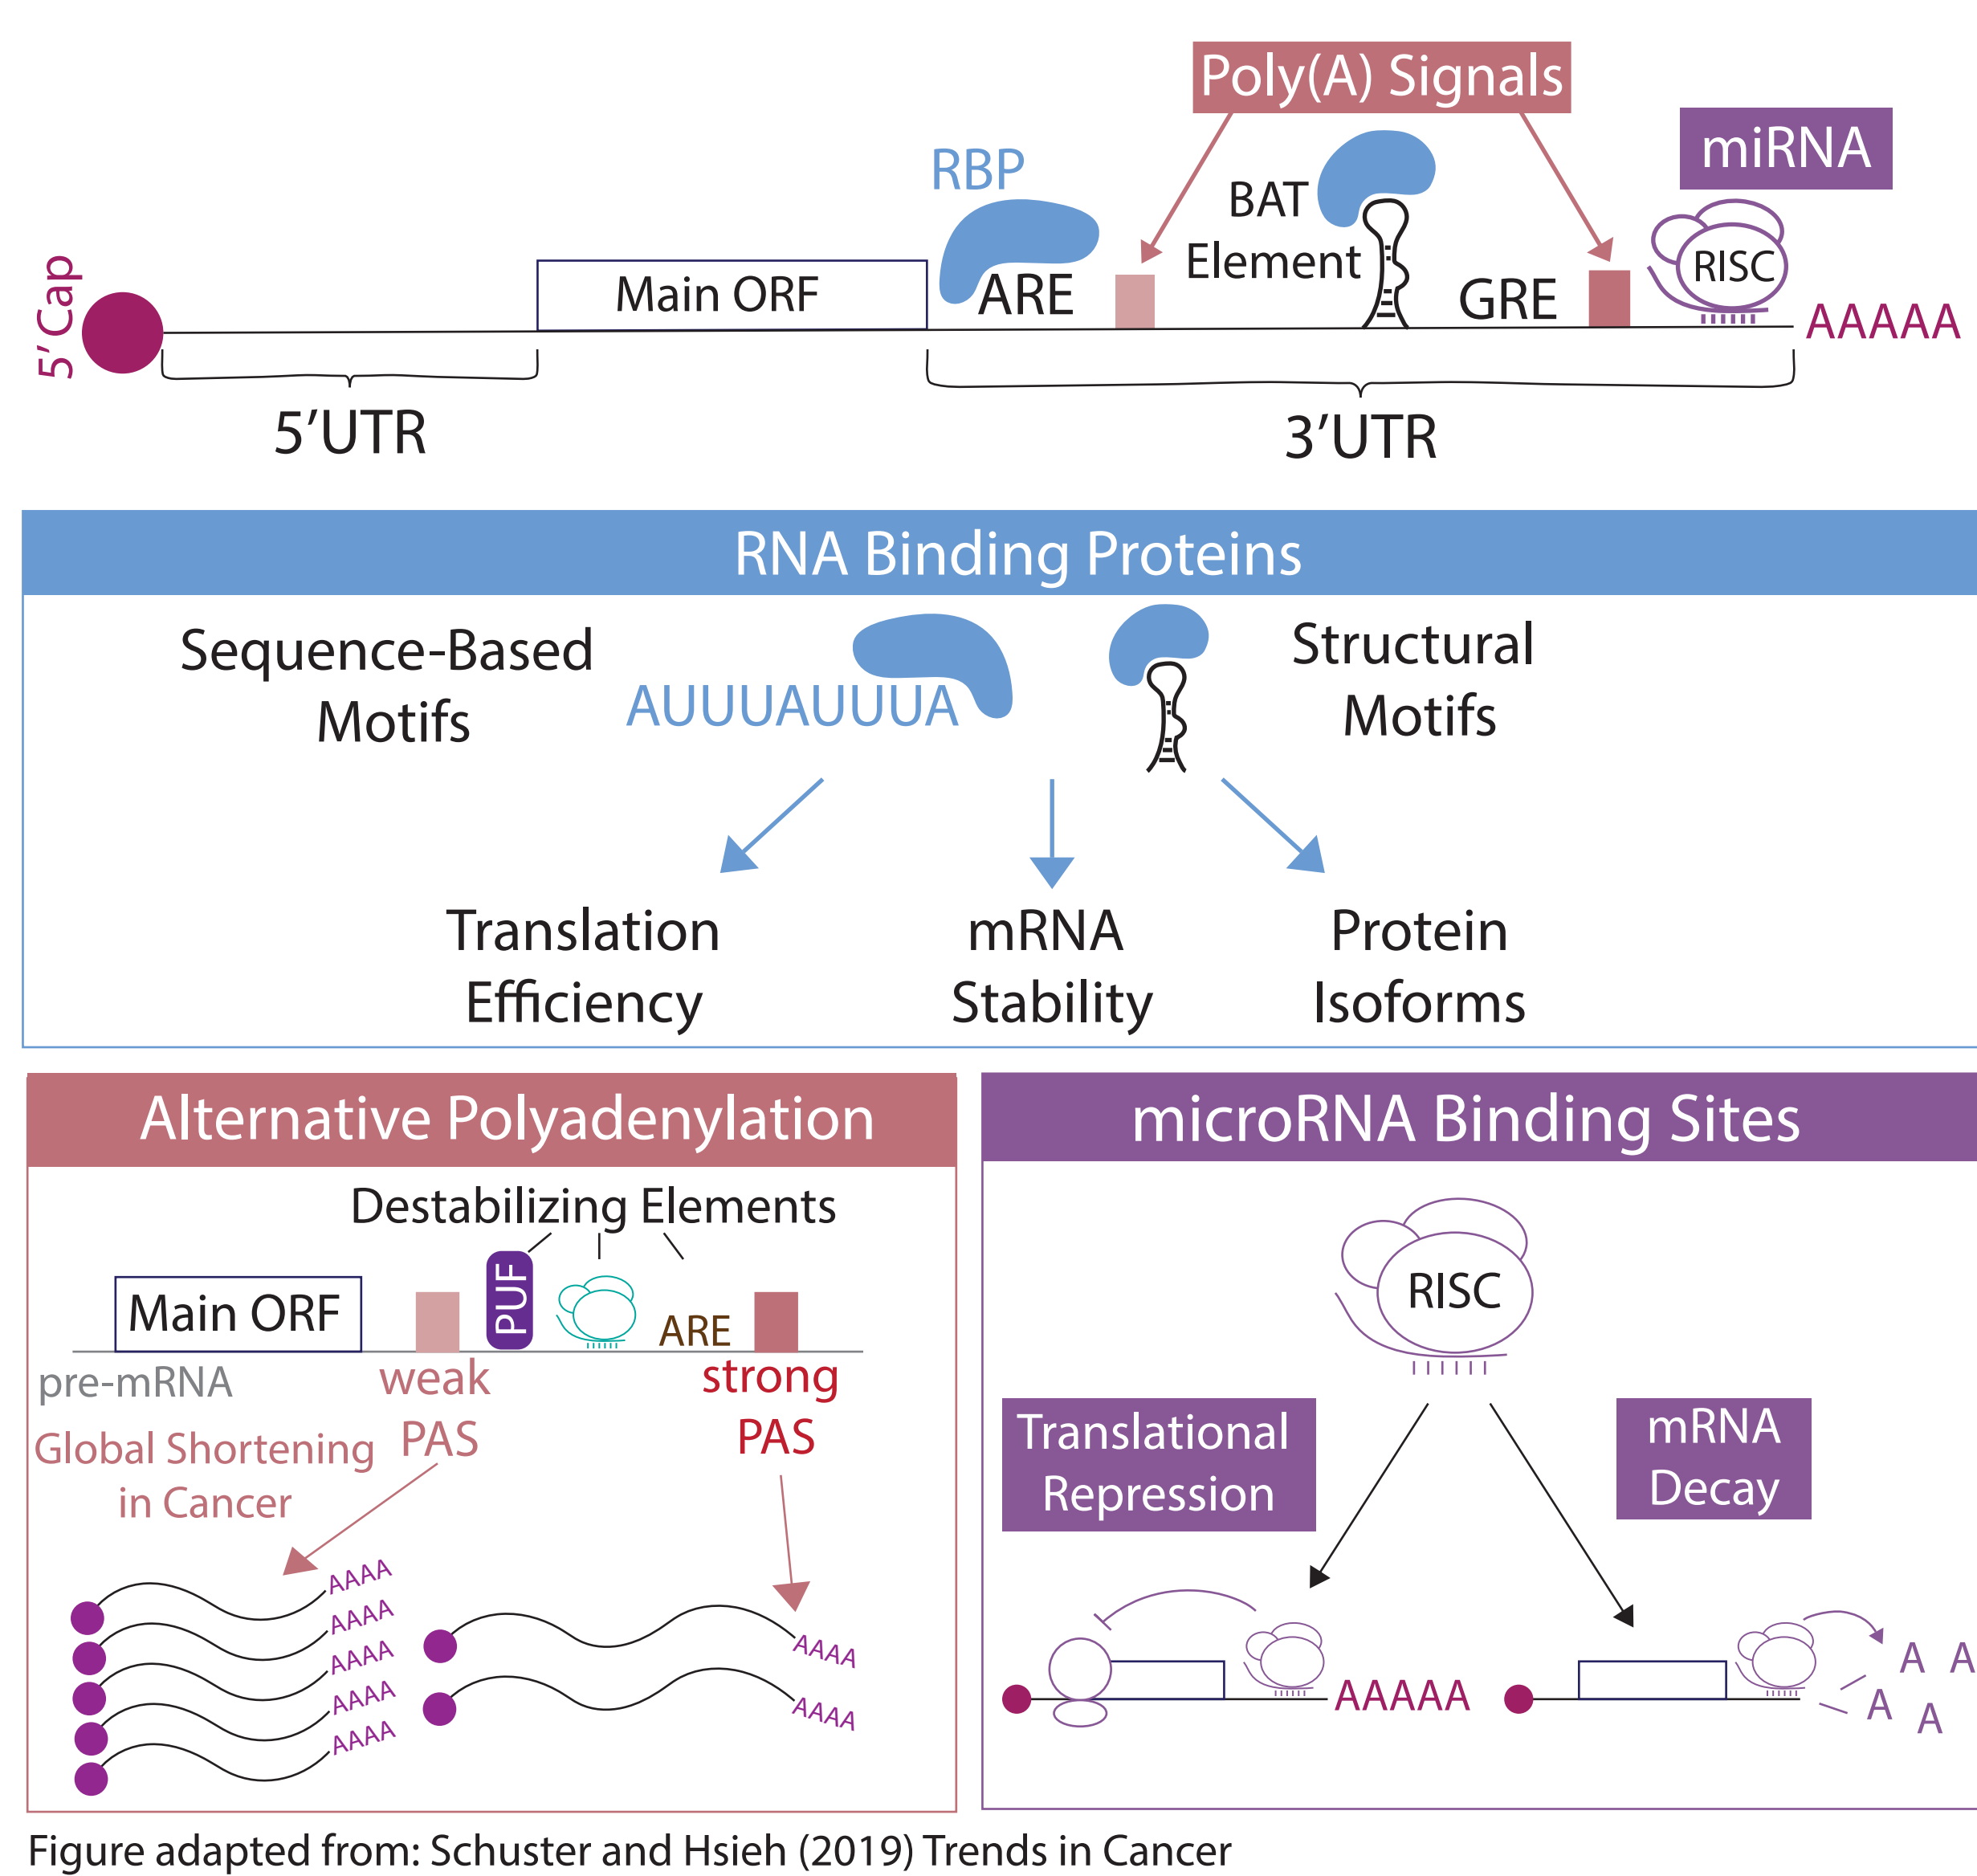 Poly(A) Signals
miRNA
RBP
BAT
Element
RISC
5’ Cap
Main ORF
ARE
GRE
AAAAA
5’UTR
3’UTR
RNA Binding Proteins
Sequence-Based
Motifs
AUUUAUUUA
Structural
Motifs
Translation
Efficiency
mRNA
Stability
Protein
Isoforms
Alternative Polyadenylation
Destabilizing Elements
Main ORF
PUF
ARE
pre-mRNA
weak
PAS
strong
PAS
Global Shortening
in Cancer
AAAA
AAAA
AAAA
AAAA
AAAA
AAAA
AAAA
microRNA Binding Sites
RISC
Translational
Repression
mRNA
Decay
AAAAA
A A
A A
Figure adapted from: Schuster and Hsieh (2019) Trends in Cancer